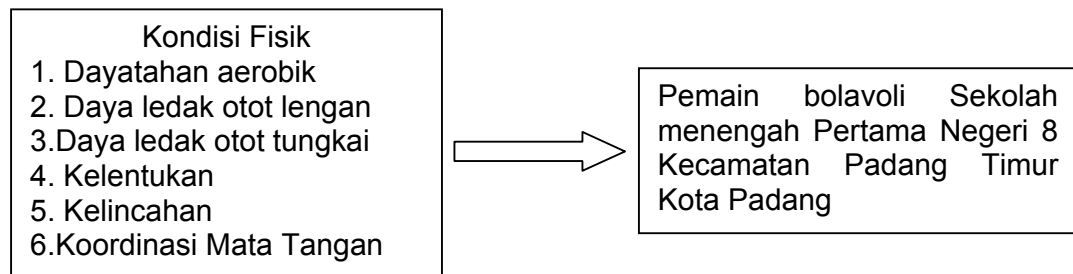 Kondisi Fisik
1. Dayatahan aerobik
2. Daya ledak otot lengan
3.Daya ledak otot tungkai
4. Kelentukan
5. Kelincahan
6.Koordinasi Mata Tangan
Pemain bolavoli Sekolah
menengah Pertama Negeri 8
Kecamatan Padang Timur
Kota Padang